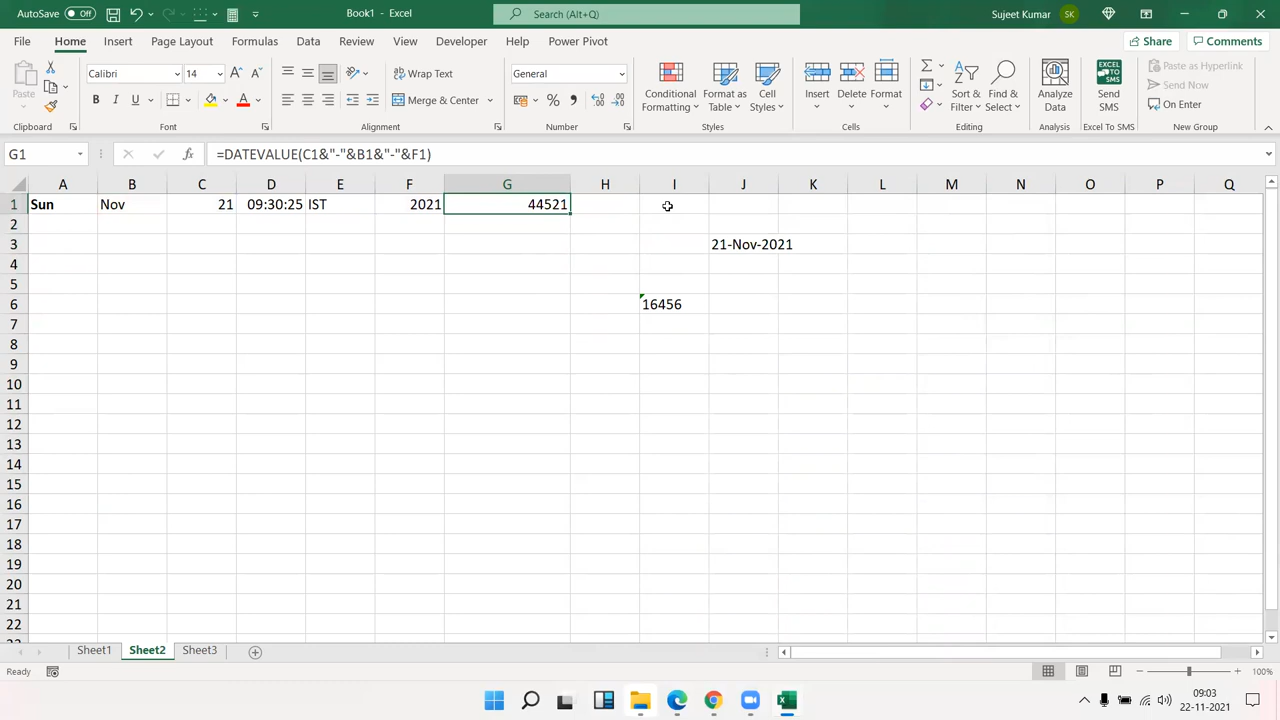 AutoSave Off
Book1 - Excel
Search (Alt+Q)
Sujeet Kumar SK
File Home Insert Page Layout Formulas Data Review View Developer Help Power Pivot
Share Comments
Paste
Calibri 14
B I U
Wrap Text
Merge & Center
General
Conditional Formatting
Format as Table
Cell Styles
Insert Delete Format
Sort & Filter
Find & Select
Analyze Data
Send SMS
Paste as Hyperlink
Send Now
On Enter
Clipboard Font Alignment Number Styles Cells Editing Analysis Excel To SMS New Group
G1 fx =DATEVALUE(C1&"-"&B1&"-"&F1)
A B C D E F G H I J K L M N O P Q
1 Sun Nov 21 09:30:25 IST 2021 44521
2
3 21-Nov-2021
4
5
6 16456
7
8
9
10
11
12
13
14
15
16
17
18
19
20
21
22
Sheet1 Sheet2 Sheet3
Ready
100%
09:03
22-11-2021